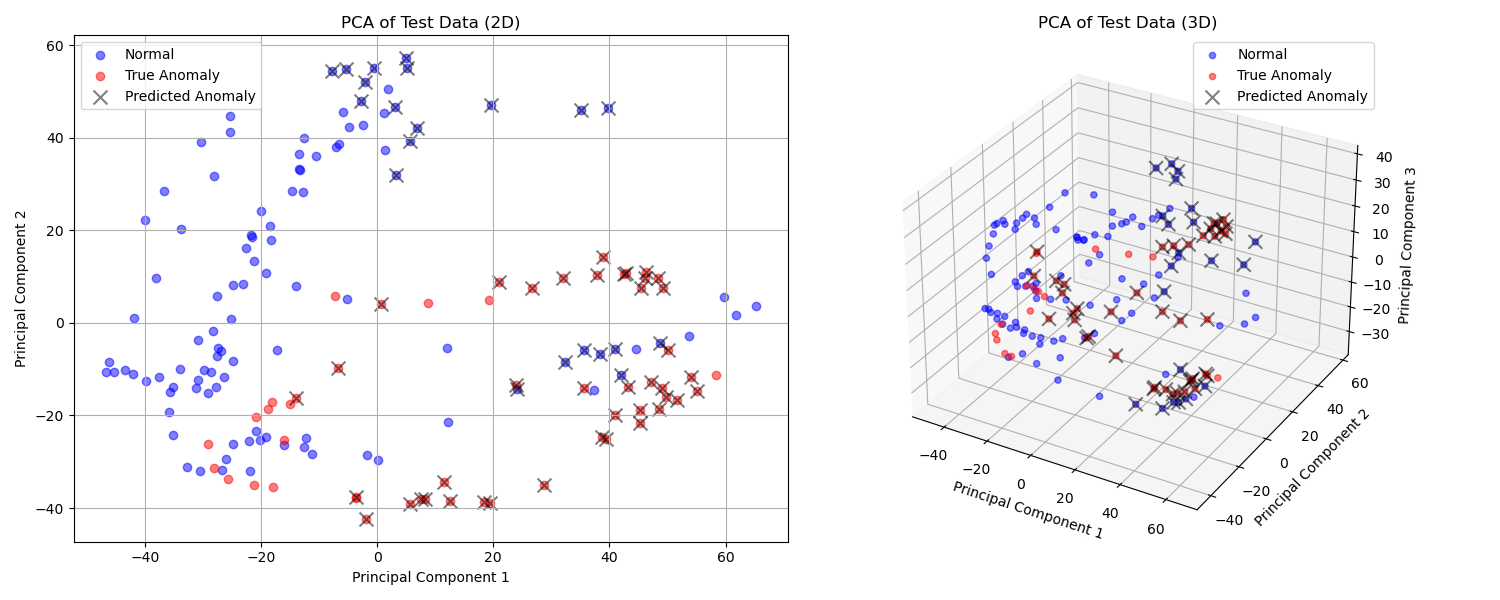 PCA of Test Data (2D)
Normal
True Anomaly
Predicted Anomaly
60
40
20
0
−20
−40
Principal Component 2
−40
−20
0
20
40
60
Principal Component 1
PCA of Test Data (3D)
Normal
True Anomaly
Predicted Anomaly
40
30
20
10
0
−10
−20
−30
Principal Component 3
60
40
20
0
−20
−40
Principal Component 2
−40
−20
0
20
40
60
Principal Component 1